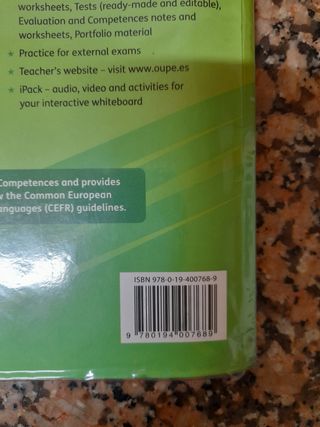 worksheets, Tests (ready-made and editable),
Evaluation and Competences notes and
worksheets, Portfolio material
★ Practice for external exams
★ Teacher's website – visit www.oupe.es
★ iPack – audio, video and activities for
your interactive whiteboard
Competences and provides
the Common European
Languages (CEFR) guidelines.
ISBN 978-0-19-400768-9
9 780194 007689